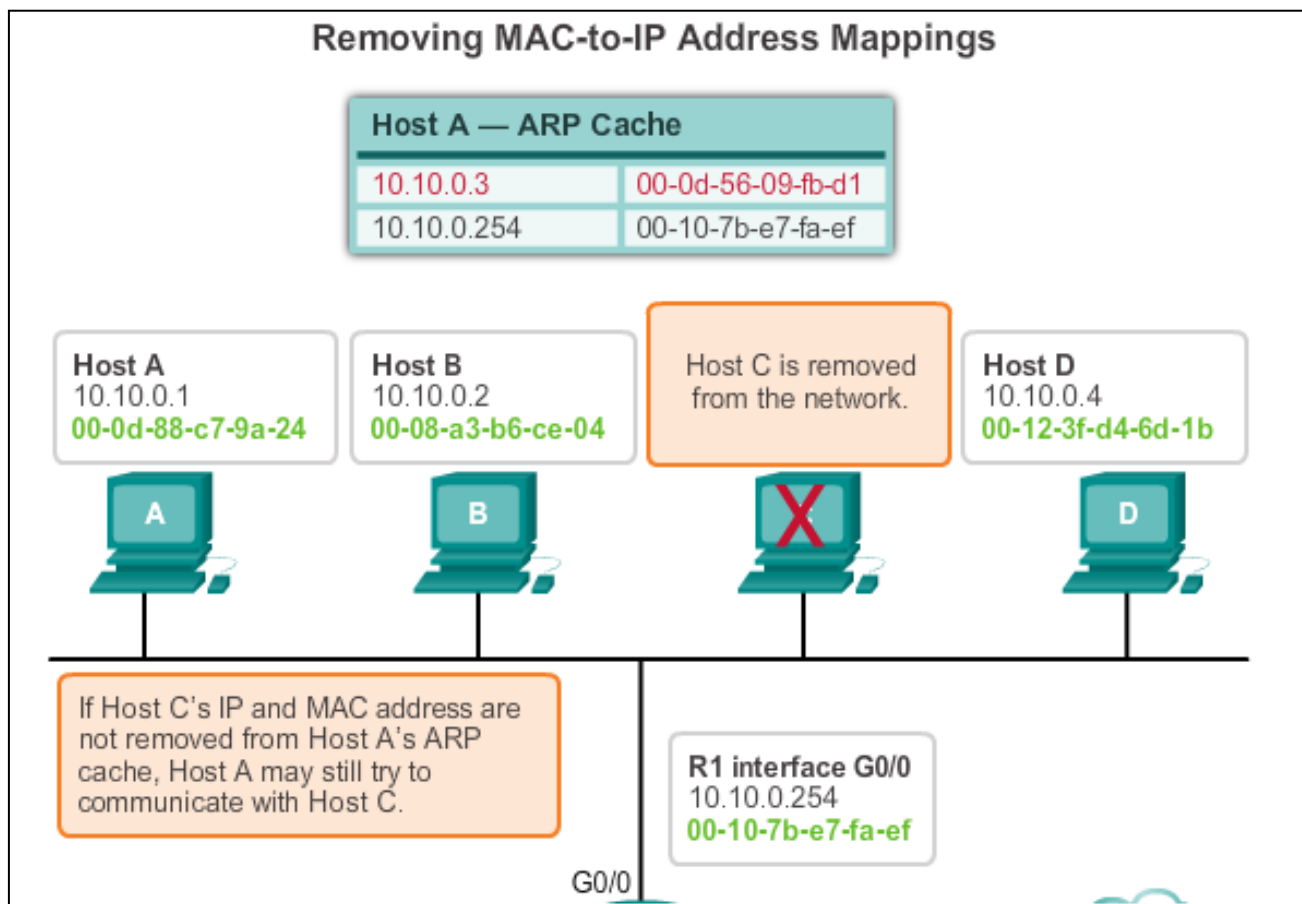 Removing MAC-to-IP Address Mappings
Host A — ARP Cache
10.10.0.3 00-0d-56-09-fb-d1
10.10.0.254 00-10-7b-e7-fa-ef
Host A
10.10.0.1
00-0d-88-c7-9a-24
Host B
10.10.0.2
00-08-a3-b6-ce-04
Host C is removed
from the network.
Host D
10.10.0.4
00-12-3f-d4-6d-1b
A
B
X
D
If Host C’s IP and MAC address are
not removed from Host A’s ARP
cache, Host A may still try to
communicate with Host C.
R1 interface G0/0
10.10.0.254
00-10-7b-e7-fa-ef
G0/0